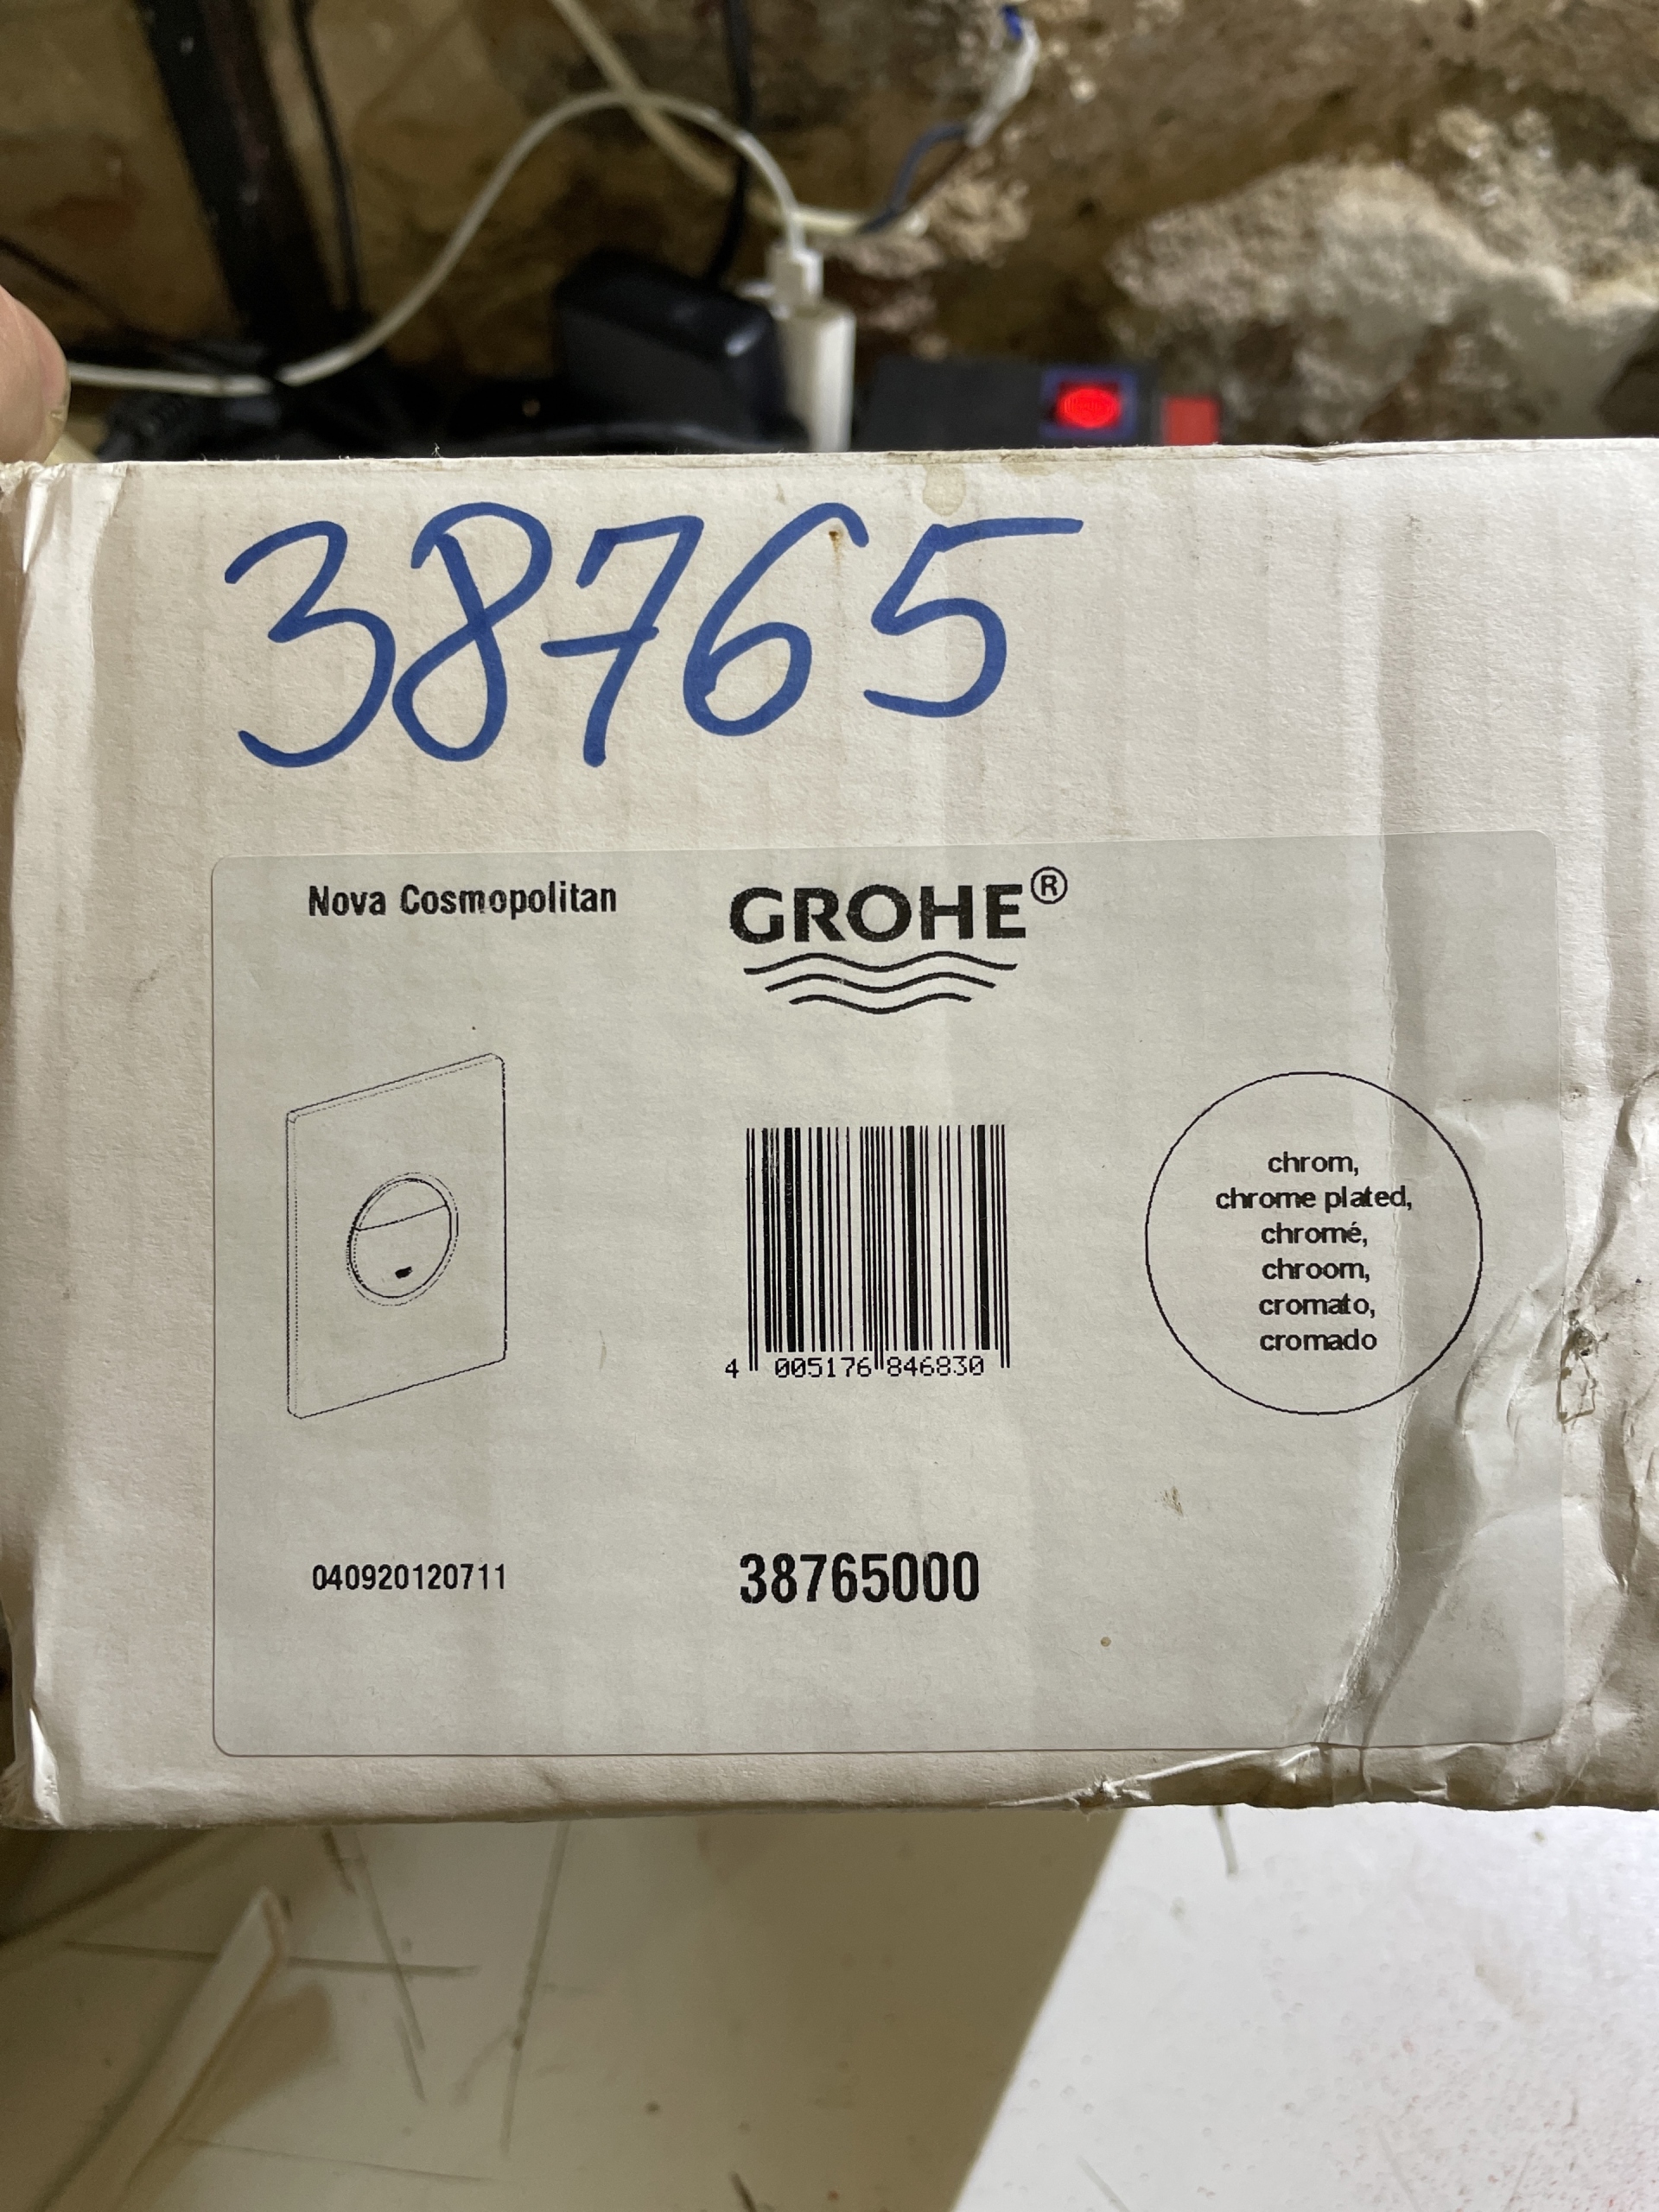 38765
Nova Cosmopolitan
GROHE®
chrom,
chrome plated,
chromé,
chroom,
cromato,
cromado
4 005176 846830
040920120711
38765000